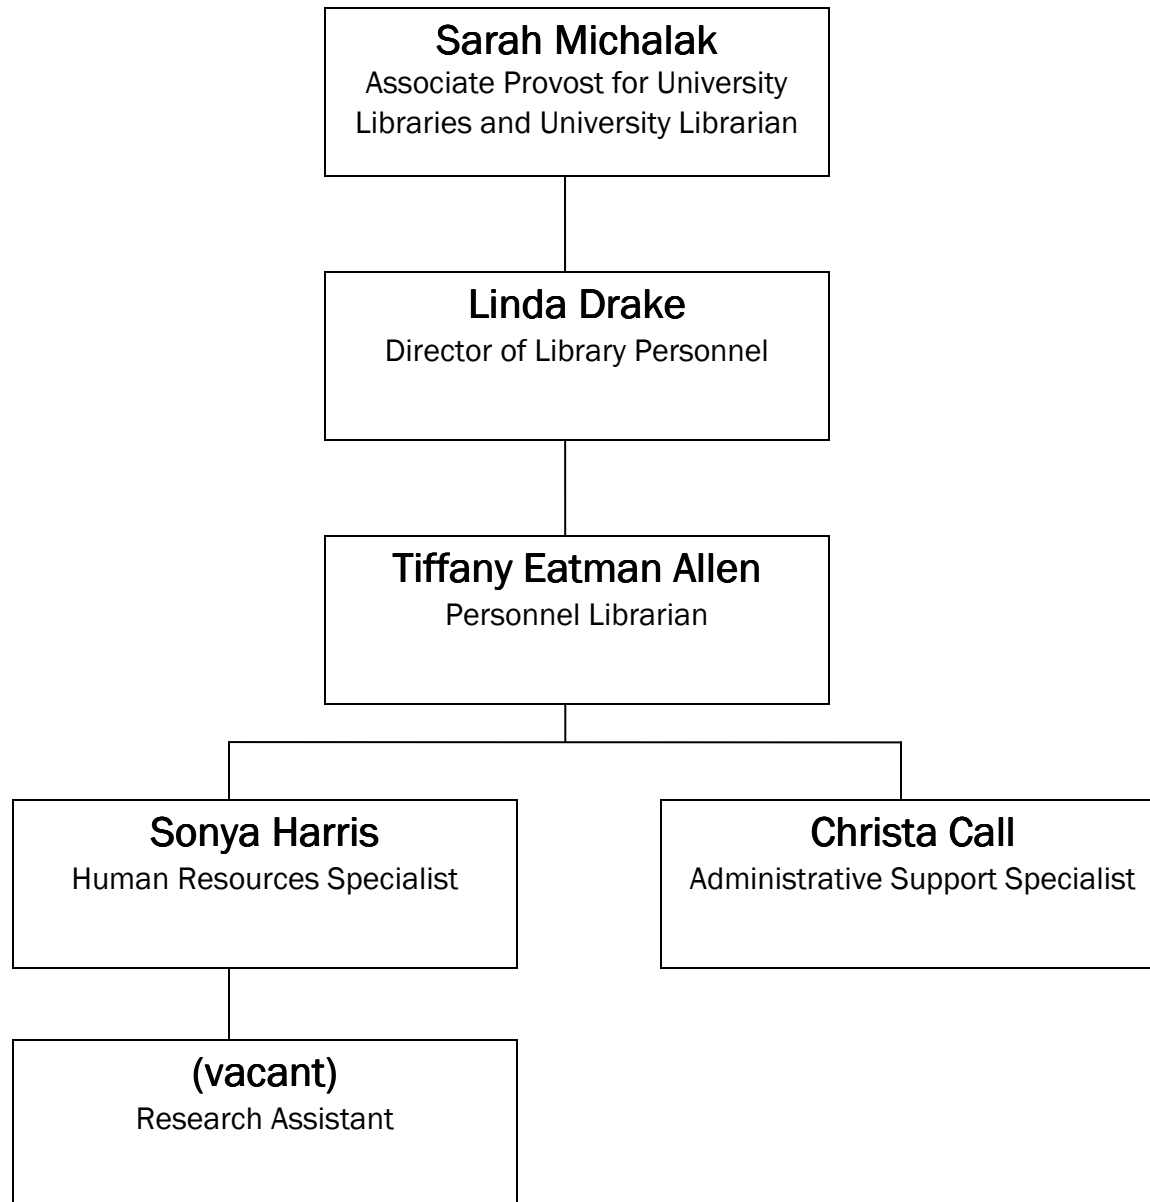 Sarah Michalak
Associate Provost for University
Libraries and University Librarian
Linda Drake
Director of Library Personnel
Tiffany Eatman Allen
Personnel Librarian
Sonya Harris
Human Resources Specialist
Christa Call
Administrative Support Specialist
(vacant)
Research Assistant